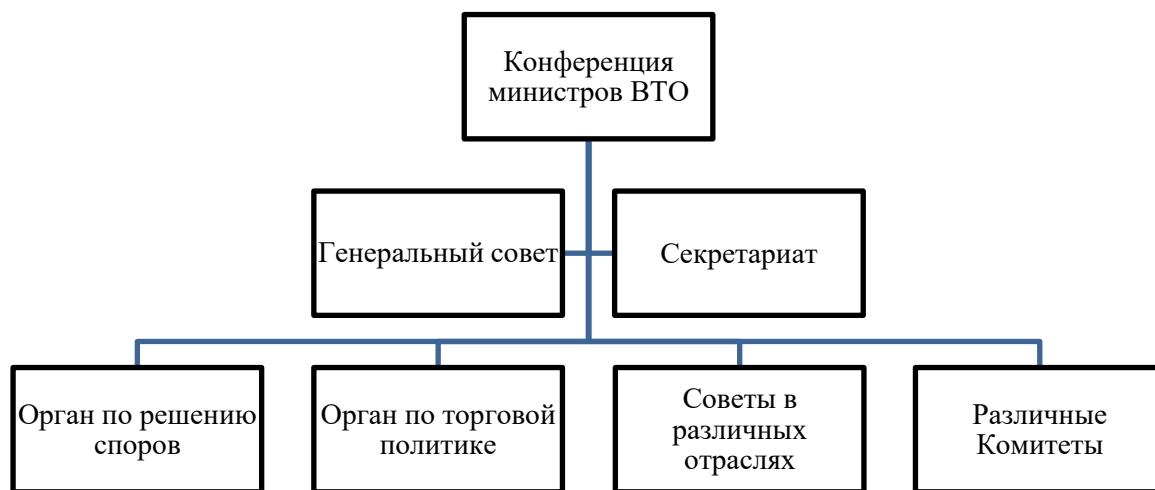 Конференция
министров ВТО
Генеральный совет
Секретариат
Орган по решению
споров
Орган по торговой
политике
Советы в
различных
отраслях
Различные
Комитеты